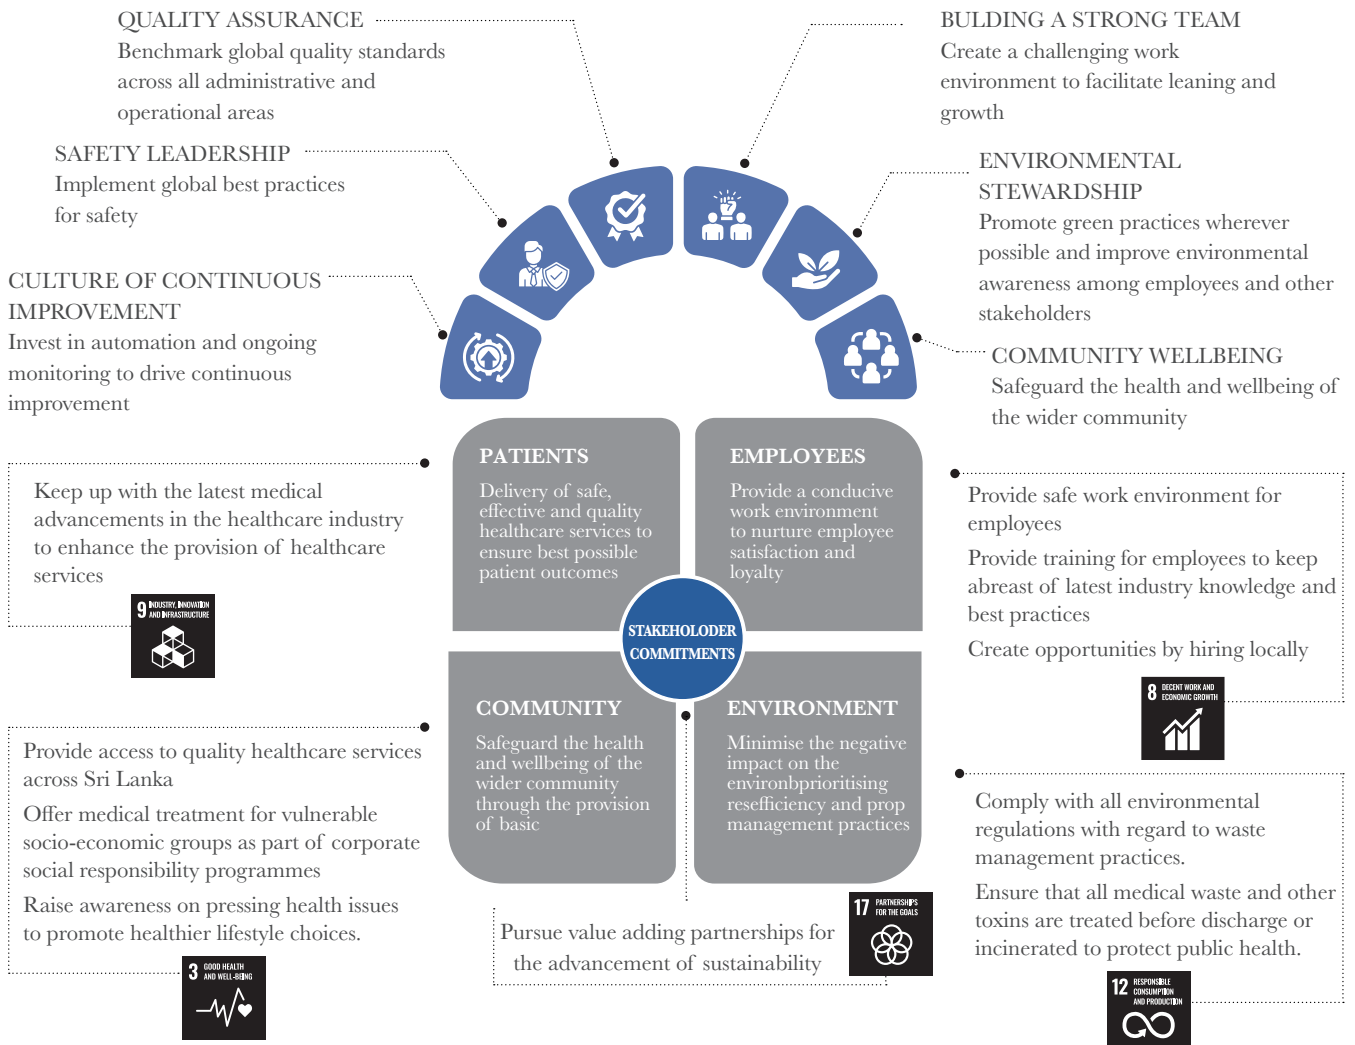 QUALITY ASSURANCE
Benchmark global quality standards
across all administrative and
operational areas
SAFETY LEADERSHIP
Implement global best practices
for safety
CULTURE OF CONTINUOUS
IMPROVEMENT
Invest in automation and ongoing
monitoring to drive continuous
improvement
BULDING A STRONG TEAM
Create a challenging work
environment to facilitate leaning and
growth
ENVIRONMENTAL
STEWARDSHIP
Promote green practices wherever
possible and improve environmental
awareness among employees and other
stakeholders
COMMUNITY WELLBEING
Safeguard the health and wellbeing of
the wider community
PATIENTS
Delivery of safe,
effective and quality
healthcare services to
ensure best possible
patient outcomes
EMPLOYEES
Provide a conducive
work environment
to nurture employee
satisfaction and
loyalty
STAKEHOLODER
COMMITMENTS
COMMUNITY
Safeguard the health
and wellbeing of the
wider community
through the provision
of basic
ENVIRONMENT
Minimise the negative
impact on the
environbprioritising
resefficiency and prop
management practices
Keep up with the latest medical
advancements in the healthcare industry
to enhance the provision of healthcare
services
9 INDUSTRY, INNOVATION
AND INFRASTRUCTURE
Provide access to quality healthcare services
across Sri Lanka
Offer medical treatment for vulnerable
socio-economic groups as part of corporate
social responsibility programmes
Raise awareness on pressing health issues
to promote healthier lifestyle choices.
3 GOOD HEALTH
AND WELL-BEING
Pursue value adding partnerships for
the advancement of sustainability
17 PARTNERSHIPS
FOR THE GOALS
Provide safe work environment for
employees
Provide training for employees to keep
abreast of latest industry knowledge and
best practices
Create opportunities by hiring locally
8 DECENT WORK AND
ECONOMIC GROWTH
Comply with all environmental
regulations with regard to waste
management practices.
Ensure that all medical waste and other
toxins are treated before discharge or
incinerated to protect public health.
12 RESPONSIBLE
CONSUMPTION
AND PRODUCTION